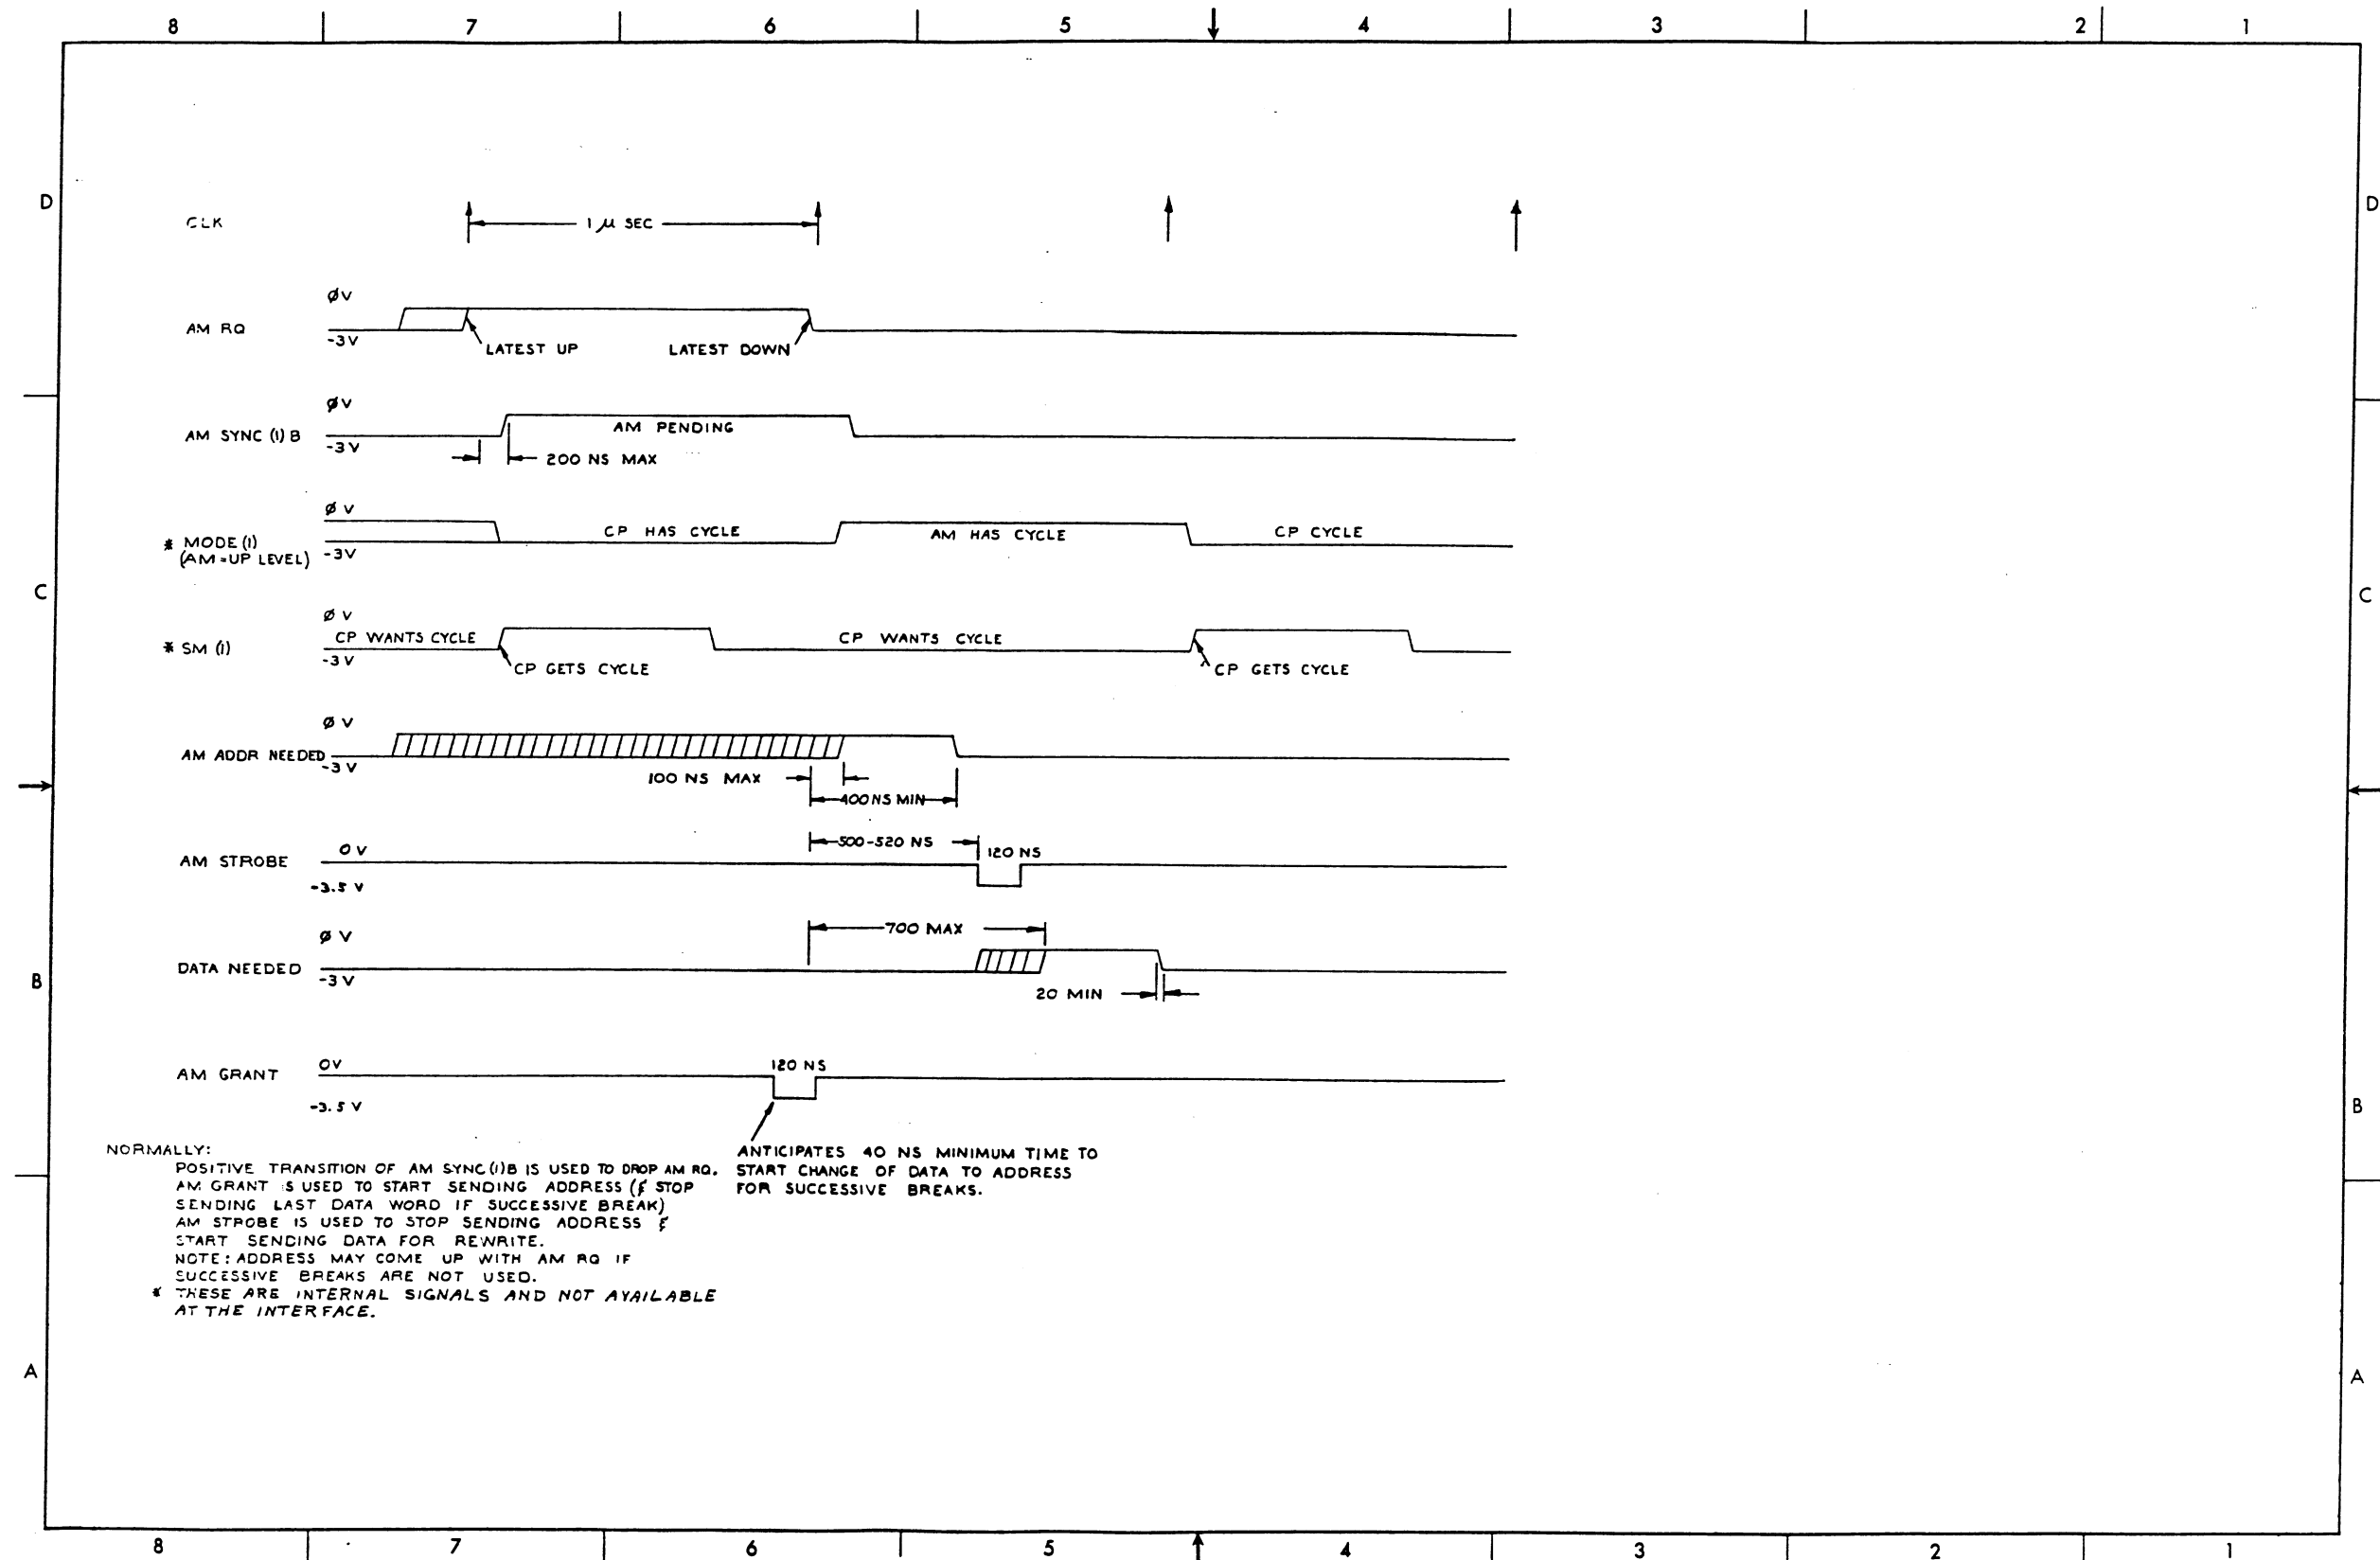 8 7 6 5 4 3 2 1
D D
CLK
1 µ SEC
ØV
AM RQ
-3V
LATEST UP
LATEST DOWN
ØV
AM SYNC (1) B
-3V
AM PENDING
200 NS MAX
Ø V
* MODE (1)
(AM=UP LEVEL)
-3V
CP HAS CYCLE
AM HAS CYCLE
CP CYCLE
C C
Ø V
CP WANTS CYCLE
* SM (1)
-3 V
CP GETS CYCLE
CP WANTS CYCLE
CP GETS CYCLE
Ø V
AM ADDR NEEDED
-3 V
100 NS MAX
400 NS MIN
500-520 NS
0 V
AM STROBE
120 NS
-3.5 V
700 MAX
Ø V
DATA NEEDED
-3 V
20 MIN
B
0V
AM GRANT
120 NS
-3.5 V
B
NORMALLY:
POSITIVE TRANSITION OF AM SYNC(1)B IS USED TO DROP AM RQ.
AM GRANT IS USED TO START SENDING ADDRESS (& STOP
SENDING LAST DATA WORD IF SUCCESSIVE BREAK)
AM STROBE IS USED TO STOP SENDING ADDRESS &
START SENDING DATA FOR REWRITE.
NOTE: ADDRESS MAY COME UP WITH AM RQ IF
SUCCESSIVE BREAKS ARE NOT USED.
* THESE ARE INTERNAL SIGNALS AND NOT AVAILABLE
AT THE INTERFACE.
ANTICIPATES 40 NS MINIMUM TIME TO
START CHANGE OF DATA TO ADDRESS
FOR SUCCESSIVE BREAKS.
A A
8 7 6 5 4 3 2 1